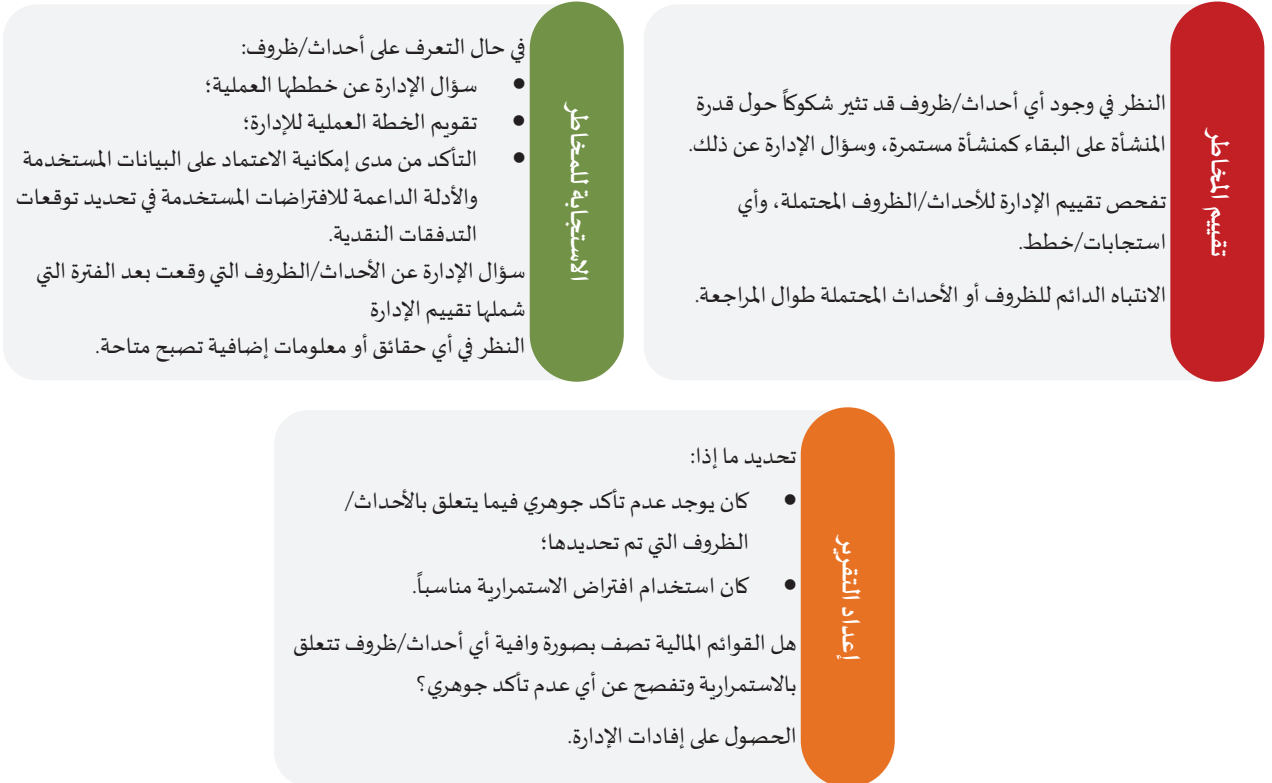 تقييم المخاطر
النظر في وجود أي أحداث/ظروف قد تثير شكوكاً حول قدرة
المنشأة على البقاء كمنشأة مستمرة، وسؤال الإدارة عن ذلك.
تفحص تقييم الإدارة للأحداث/الظروف المحتملة، وأي
استجابات/خطط.
الانتباه الدائم للظروف أو الأحداث المحتملة طوال المراجعة.
الاستجابة للمخاطر
في حال التعرف على أحداث/ظروف:
● سؤال الإدارة عن خططها العملية؛
● تقويم الخطة العملية للإدارة؛
● التأكد من مدى إمكانية الاعتماد على البيانات المستخدمة
والأدلة الداعمة للافتراضات المستخدمة في تحديد توقعات
التدفقات النقدية.
سؤال الإدارة عن الأحداث/الظروف التي وقعت بعد الفترة التي
شملها تقييم الإدارة
النظر في أي حقائق أو معلومات إضافية تصبح متاحة.
إعداد التقرير
تحديد ما إذا:
● كان يوجد عدم تأكد جوهري فيما يتعلق بالأحداث/
الظروف التي تم تحديدها؛
● كان استخدام افتراض الاستمرارية مناسباً.
هل القوائم المالية تصف بصورة وافية أي أحداث/ظروف تتعلق
بالاستمرارية وتفصح عن أي عدم تأكد جوهري؟
الحصول على إفادات الإدارة.